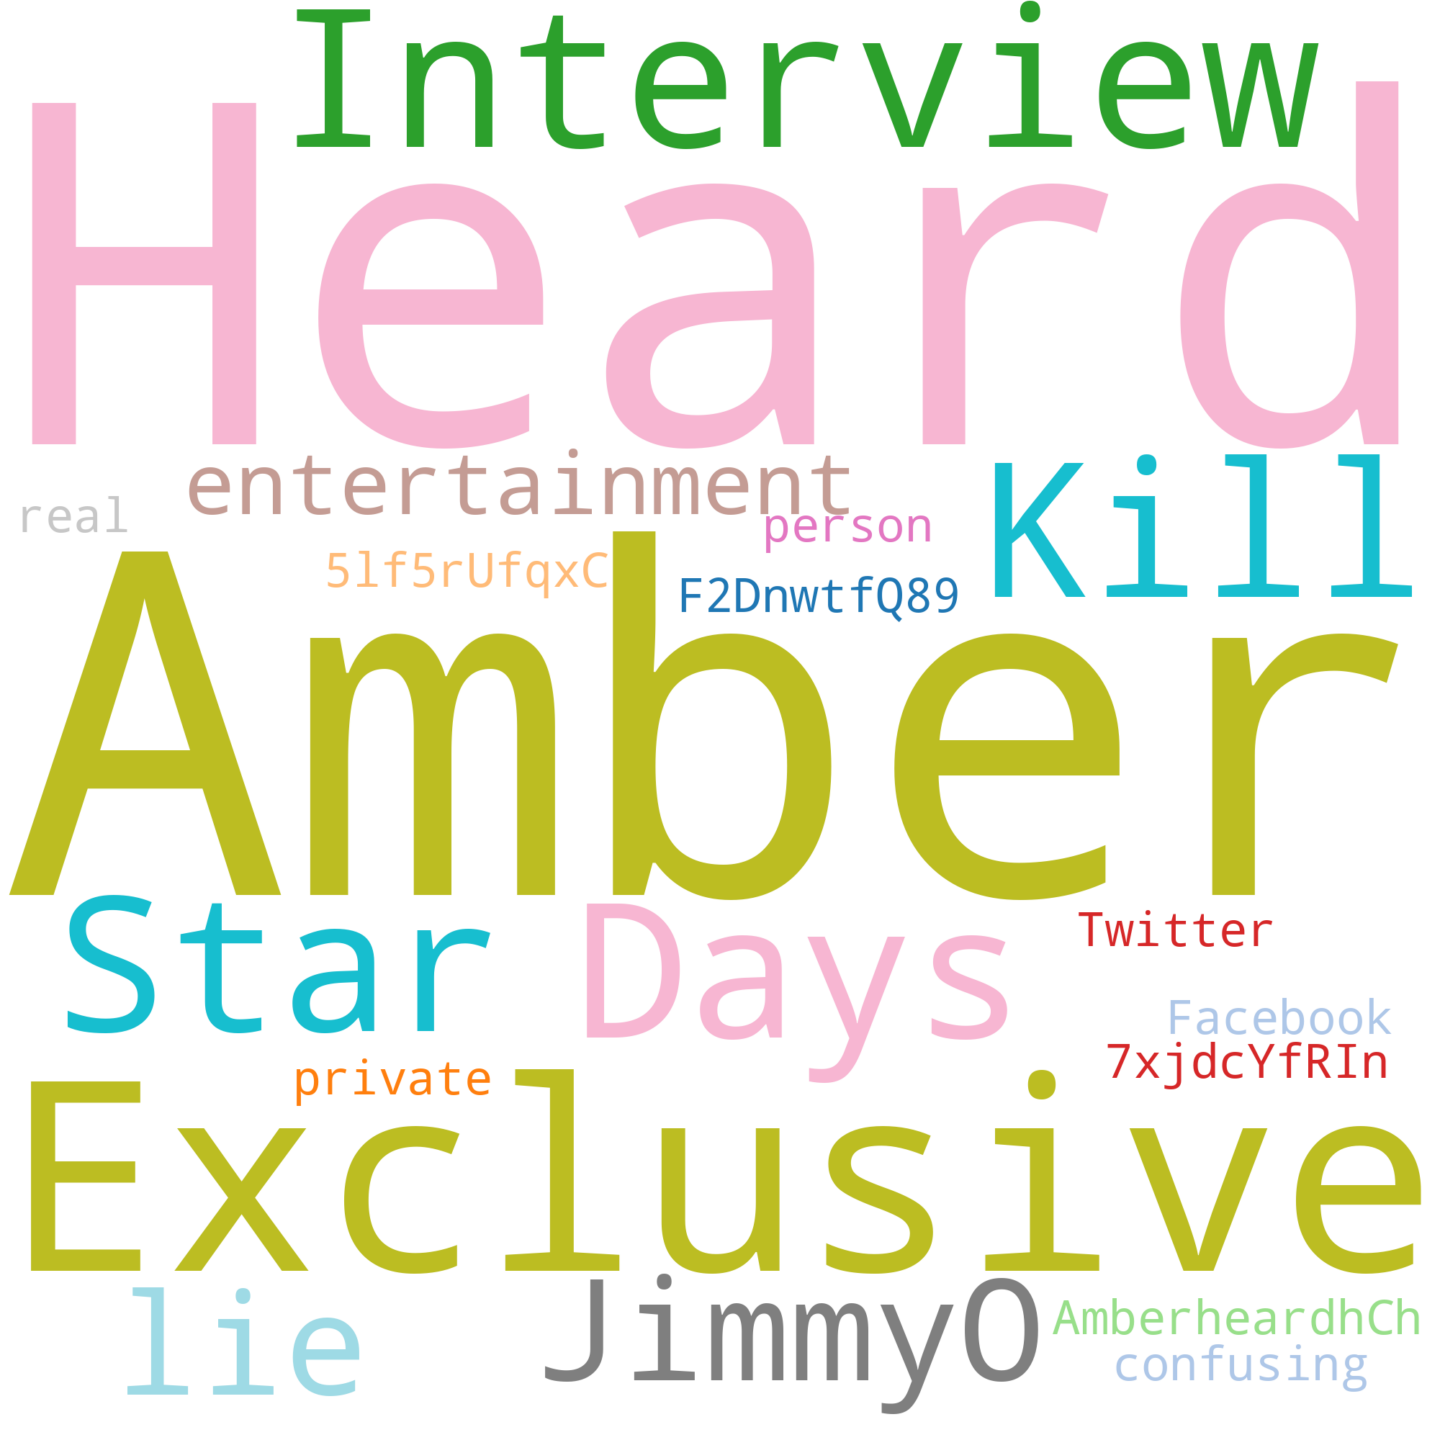 Interview
Heard
entertainment
Kill
real
person
5lf5rUfqxC
F2DnwtfQ89
Amber
Star
Days
Twitter
Facebook
7xjdcYfRIn
private
Exclusive
lie
JimmyO
AmberheardhCh
confusing